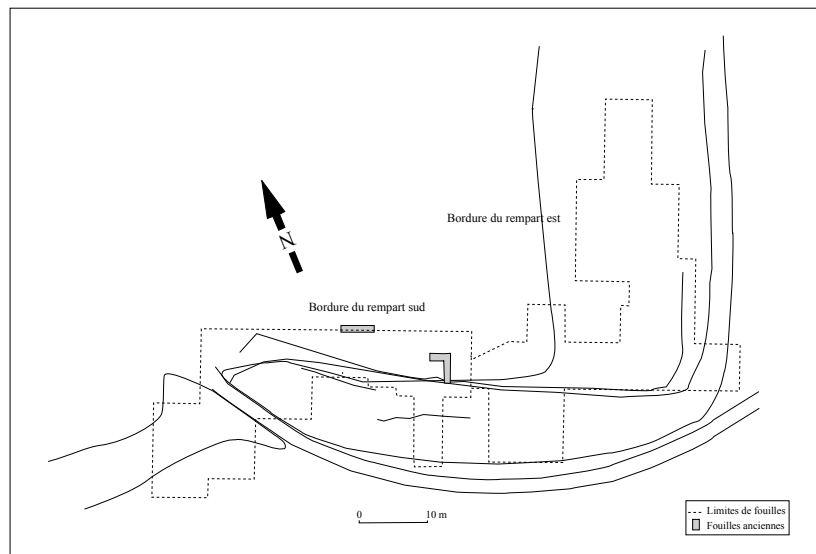 Bordure du rempart est
N
Bordure du rempart sud
0 10 m
Limites de fouilles
Fouilles anciennes